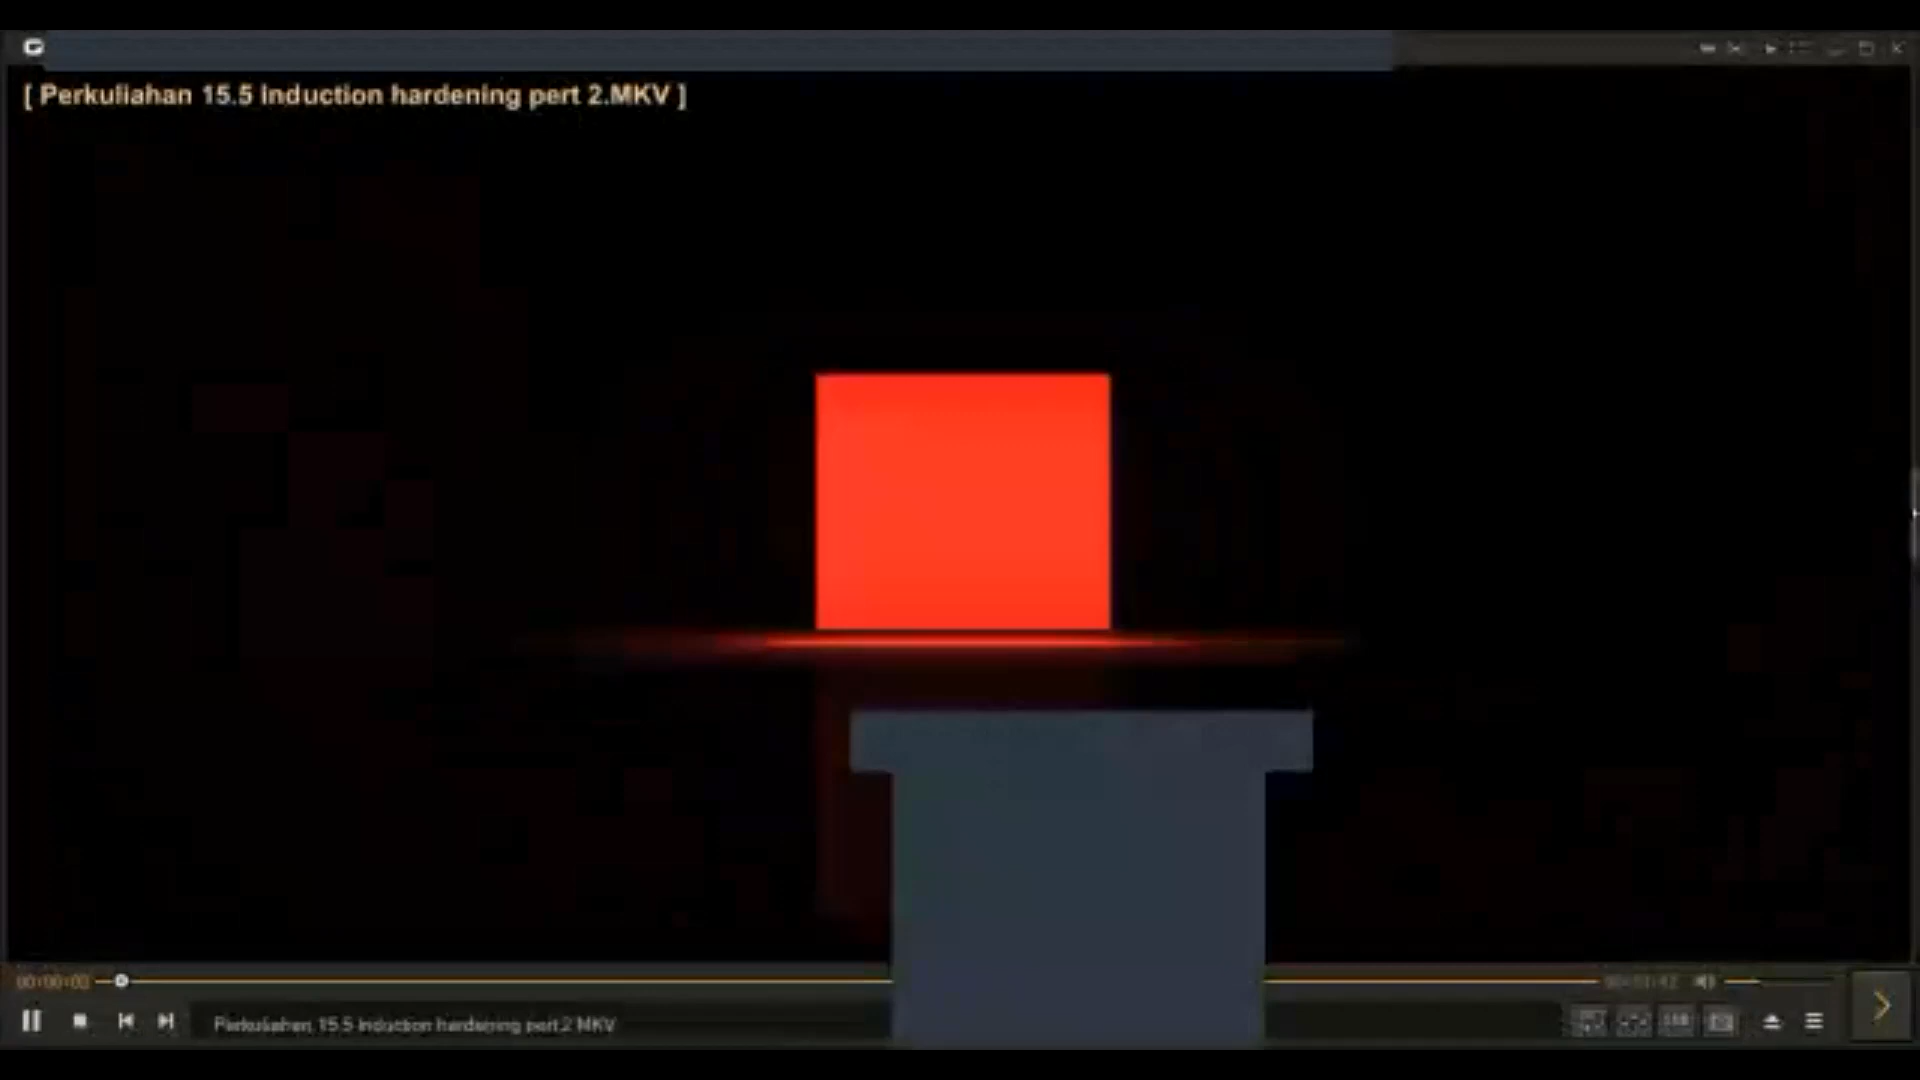 [ Perkuliahan 15.5 Induction hardening pert 2.MKV ]
Perkuliahan 15.5 Induction hardening pert 2 MKV